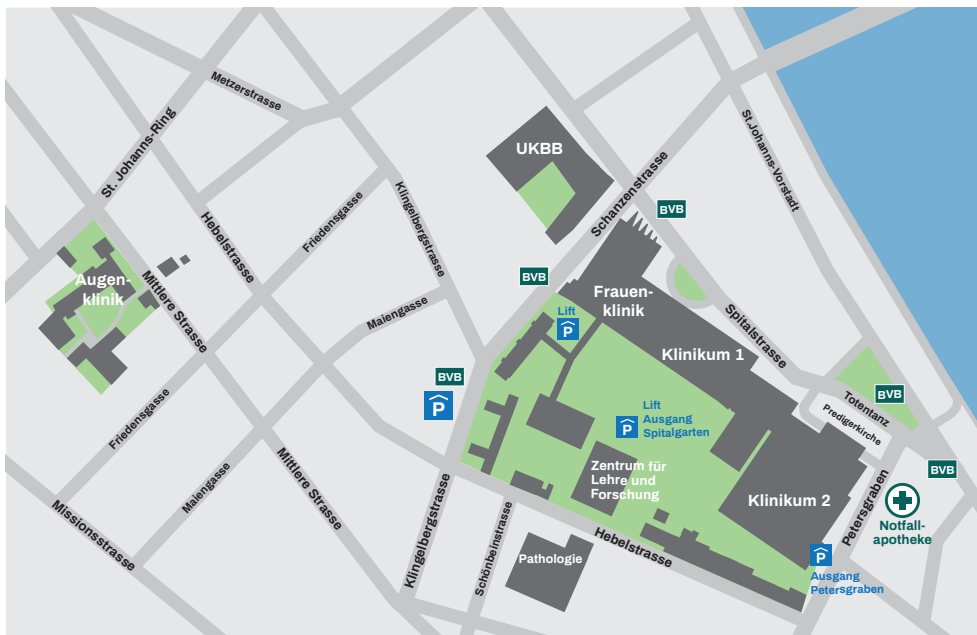 Metzerstrasse
St. Johanns-Ring
UKBB
St.Johanns-Vorstadt
Schanzenstrasse
Klingelbergstrasse
Friedensgasse
Hebelstrasse
BVB
Augen-
klinik
Mittlere Strasse
BVB
Frauen-
klinik
Lift
P
Maiengasse
Spitalstrasse
Klinikum 1
BVB
P
BVB
Totentanz
Predigerkirche
Lift
Ausgang
Spitalgarten
P
Friedensgasse
Maiengasse
Mittlere Strasse
Zentrum für
Lehre und
Forschung
Klinikum 2
BVB
Petersgraben
Notfall-
apotheke
Missionsstrasse
Klingelbergstrasse
Schönbeinstrasse
Hebelstrasse
Pathologie
P
Ausgang
Petersgraben